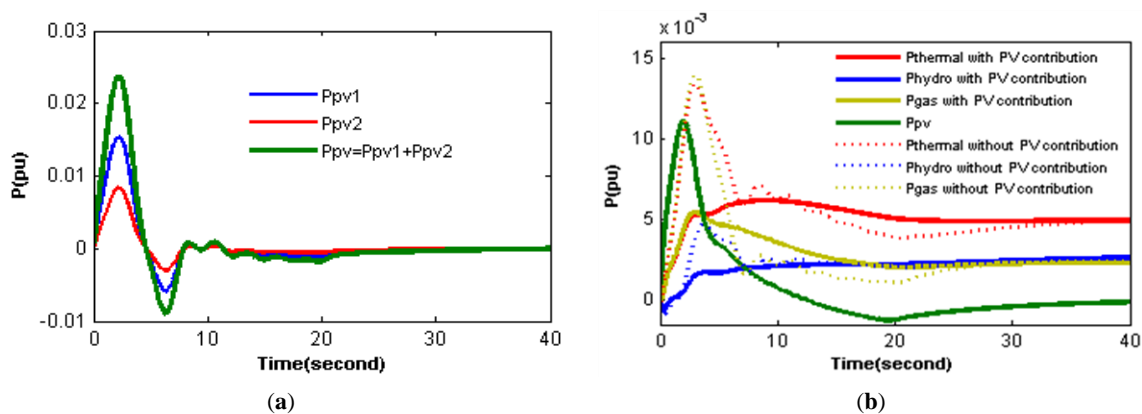 0.03
0.02
0.01
0
-0.01
P(pu)
Ppv1
Ppv2
Ppv=Ppv1+Ppv2
0 10 20 30 40
Time(second)
(a)
x 10⁻³
15
10
5
0
P(pu)
Pthermal with PV contribution
Phydro with PV contribution
Pgas with PV contribution
Ppv
Pthermal without PV contribution
Phydro without PV contribution
Pgas without PV contribution
0 10 20 30 40
Time(second)
(b)